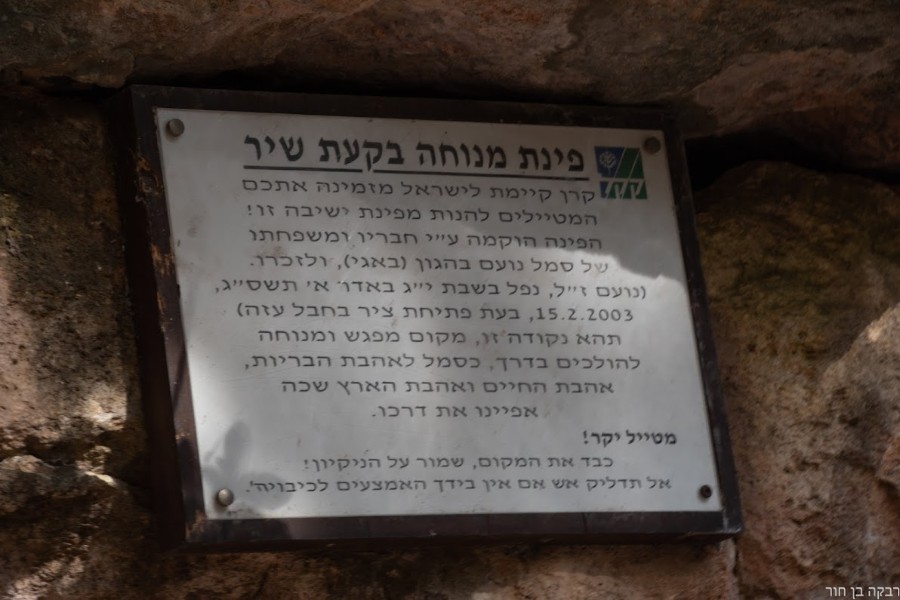 פינת מנוחה בקעת שיר
קקל
קרן קיימת לישראל מזמינה אתכם
המטיילים להנות מפינת ישיבה זו!
הפינה הוקמה ע״י חבריו ומשפחתו
של סמל נועם בהגון (באגי), ולזכרו.
(נועם ז״ל, נפל בשבת י״ג באדר א׳ תשס״ג,
15.2.2003, בעת פתיחת ציר בחבל עזה)
תהא נקודה זו, מקום מפגש ומנוחה
להולכים בדרך, כסמל לאהבת הבריות,
אהבת החיים ואהבת הארץ שכה
אפיינו את דרכו.
מטייל יקר!
כבד את המקום, שמור על הניקיון!
אל תדליק אש אם אין בידך האמצעים לכיבויה׳.
רבקה בן חור